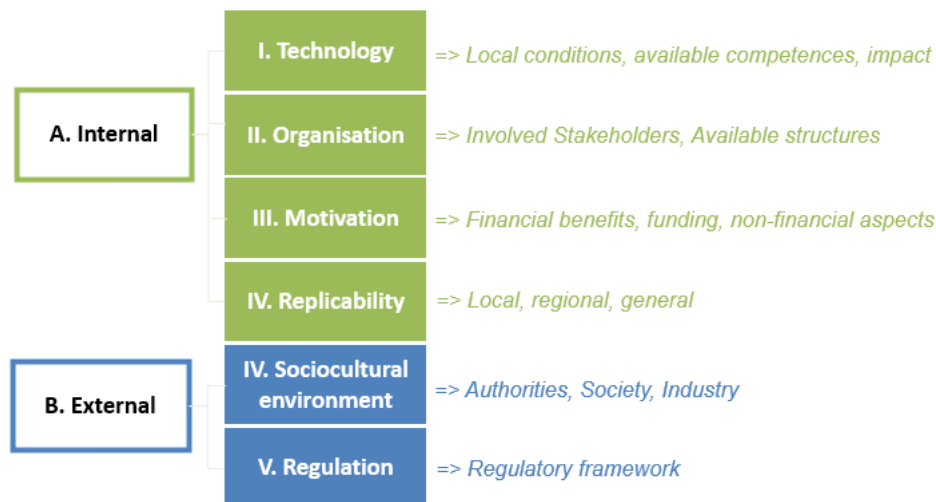 A. Internal
I. Technology
=> Local conditions, available competences, impact
II. Organisation
=> Involved Stakeholders, Available structures
III. Motivation
=> Financial benefits, funding, non-financial aspects
IV. Replicability
=> Local, regional, general
B. External
IV. Sociocultural
environment
=> Authorities, Society, Industry
V. Regulation
=> Regulatory framework